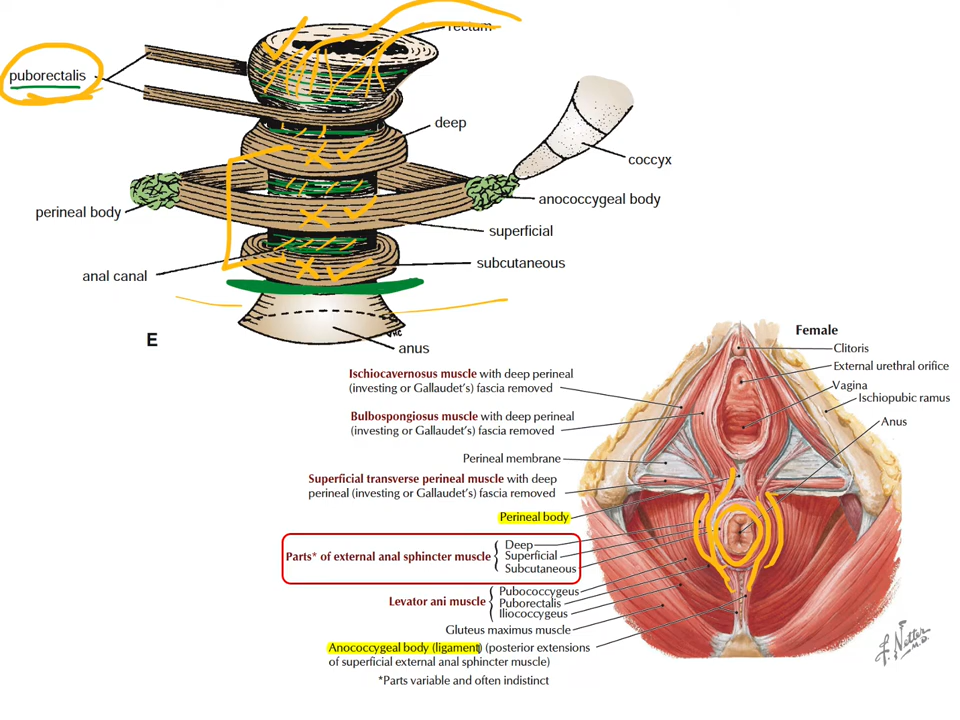 rectum
puborectalis
deep
coccyx
anococcygeal body
perineal body
superficial
subcutaneous
anal canal
E
anus
Female
Clitoris
External urethral orifice
Vagina
Ischiopubic ramus
Anus
Ischiocavernosus muscle with deep perineal
(investing or Gallaudet's) fascia removed
Bulbospongiosus muscle with deep perineal
(investing or Gallaudet's) fascia removed
Perineal membrane
Superficial transverse perineal muscle with deep
perineal (investing or Gallaudet's) fascia removed
Perineal body
Parts* of external anal sphincter muscle
Deep
Superficial
Subcutaneous
Levator ani muscle
Pubococcygeus
Puborectalis
Iliococcygeus
Gluteus maximus muscle
Anococcygeal body (ligament) (posterior extensions
of superficial external anal sphincter muscle)
*Parts variable and often indistinct
F. Netter
M.D.